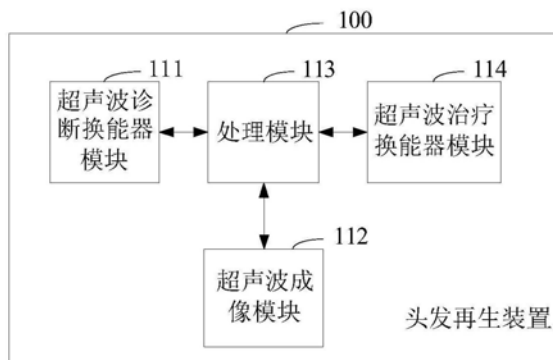 100
111
113
114
超声波诊
断换能器
模块
处理模块
超声波治疗
换能器模块
112
超声波成
像模块
头发再生装置